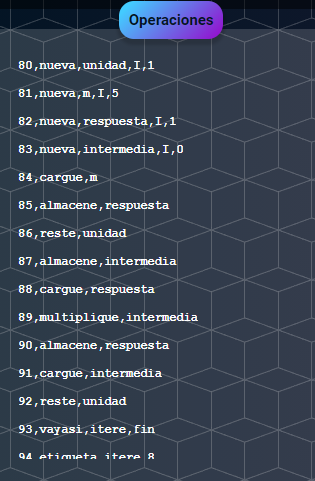 Operaciones
80,nueva,unidad,I,1
81,nueva,m,I,5
82,nueva,respuesta,I,1
83,nueva,intermedia,I,0
84,cargue,m
85,almacene,respuesta
86,reste,unidad
87,almacene,intermedia
88,cargue,respuesta
89,multiplique,intermedia
90,almacene,respuesta
91,cargue,intermedia
92,reste,unidad
93,vayasi,itere,fin
94,etiqueta,itere,8